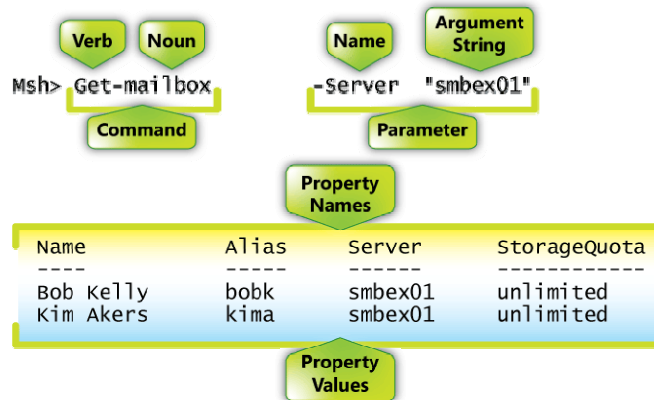 Verb Noun Name Argument String
Msh> Get-mailbox -Server "smbex01"
Command Parameter
Property Names
Name Alias Server StorageQuota
---- ----- ------ ------------
Bob Kelly bobk smbex01 unlimited
Kim Akers kima smbex01 unlimited
Property Values